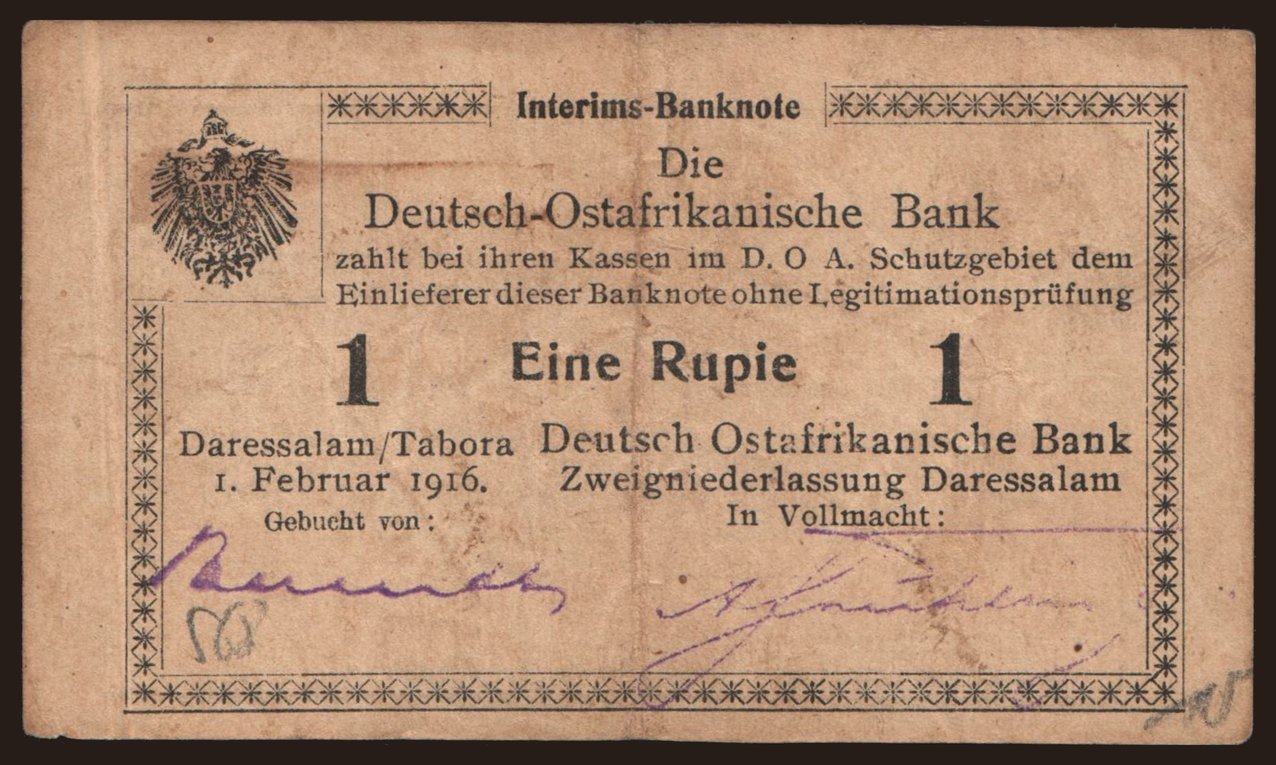 Interims-Banknote
Die
Deutsch-Ostafrikanische Bank
zahlt bei ihren Kassen im D. O A. Schutzgebiet dem
Einlieferer dieser Banknote ohne Legitimationsprüfung
1 Eine Rupie 1
Daressalam/Tabora
1. Februar 1916.
Gebucht von:
Deutsch Ostafrikanische Bank
Zweigniederlassung Daressalam
In Vollmacht: